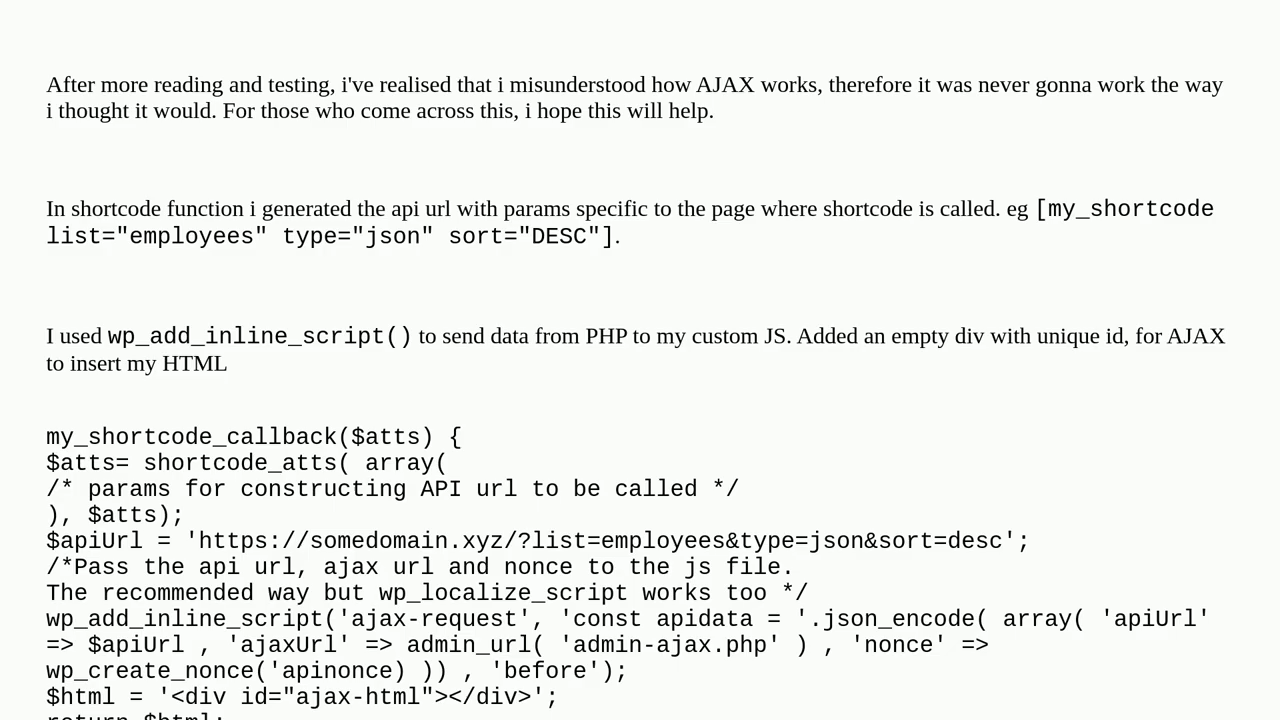 After more reading and testing, i've realised that i misunderstood how AJAX works, therefore it was never gonna work the way
i thought it would. For those who come across this, i hope this will help.
In shortcode function i generated the api url with params specific to the page where shortcode is called. eg [my_shortcode
list="employees" type="json" sort="DESC"].
I used wp_add_inline_script() to send data from PHP to my custom JS. Added an empty div with unique id, for AJAX
to insert my HTML
my_shortcode_callback($atts) {
$atts= shortcode_atts( array(
/* params for constructing API url to be called */
), $atts);
$apiUrl = 'https://somedomain.xyz/?list=employees&type=json&sort=desc';
/*Pass the api url, ajax url and nonce to the js file.
The recommended way but wp_localize_script works too */
wp_add_inline_script('ajax-request', 'const apidata = '.json_encode( array( 'apiUrl'
=> $apiUrl , 'ajaxUrl' => admin_url( 'admin-ajax.php' ) , 'nonce' =>
wp_create_nonce('apinonce) )) , 'before');
$html = '<div id="ajax-html"></div>';
return $html;